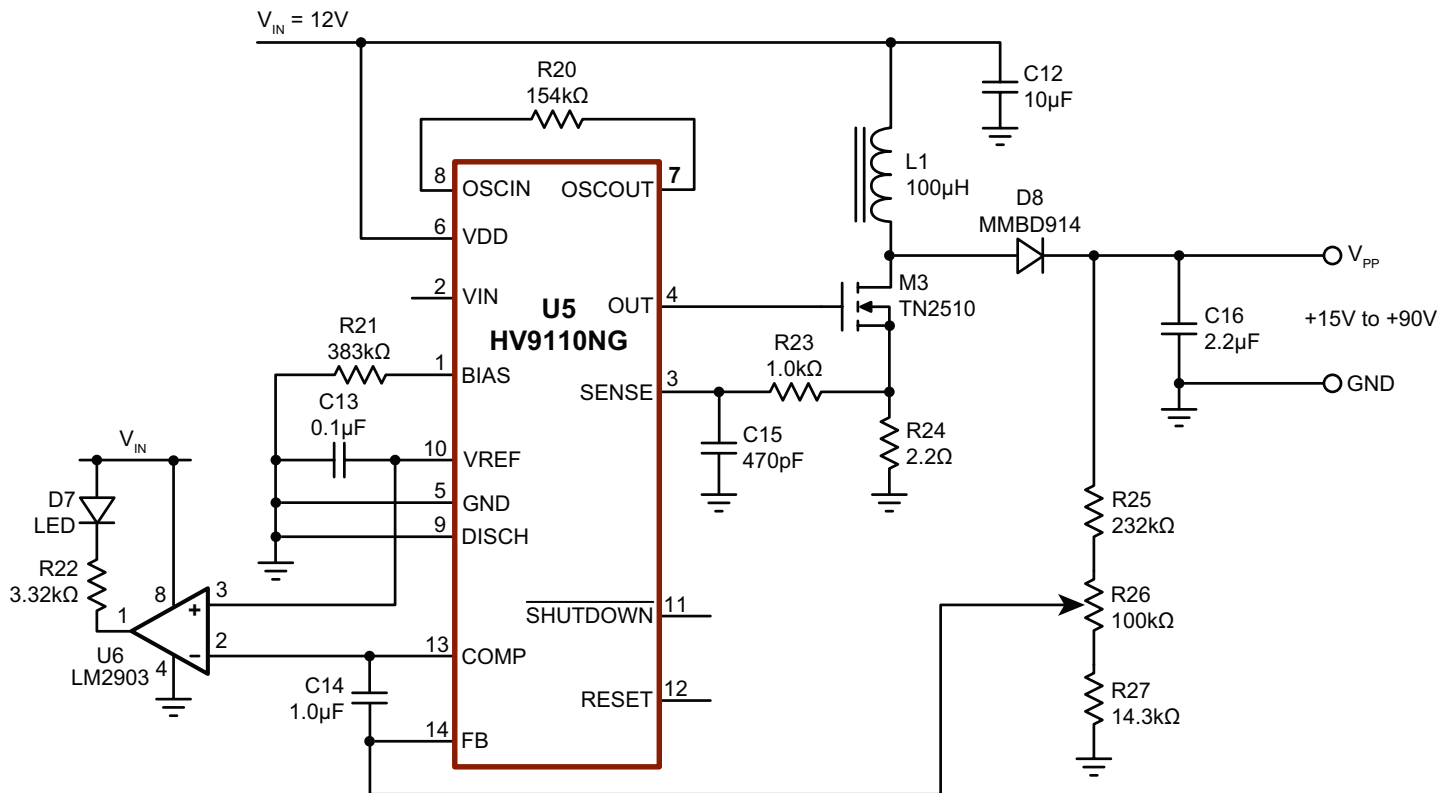 V_IN = 12V
R20
154kΩ
C12
10µF
8
OSCIN
OSCOUT
7
L1
100µH
6
VDD
D8
MMBD914
V_PP
2
VIN
U5
HV9110NG
OUT
4
M3
TN2510
C16
2.2µF
+15V to +90V
R21
383kΩ
1
BIAS
SENSE
3
R23
1.0kΩ
GND
C13
0.1µF
V_IN
10
VREF
C15
470pF
R24
2.2Ω
5
GND
D7
LED
9
DISCH
R25
232kΩ
R22
3.32kΩ
8
3
+
1
2
–
4
U6
LM2903
SHUTDOWN
11
R26
100kΩ
13
COMP
C14
1.0µF
RESET
12
R27
14.3kΩ
14
FB